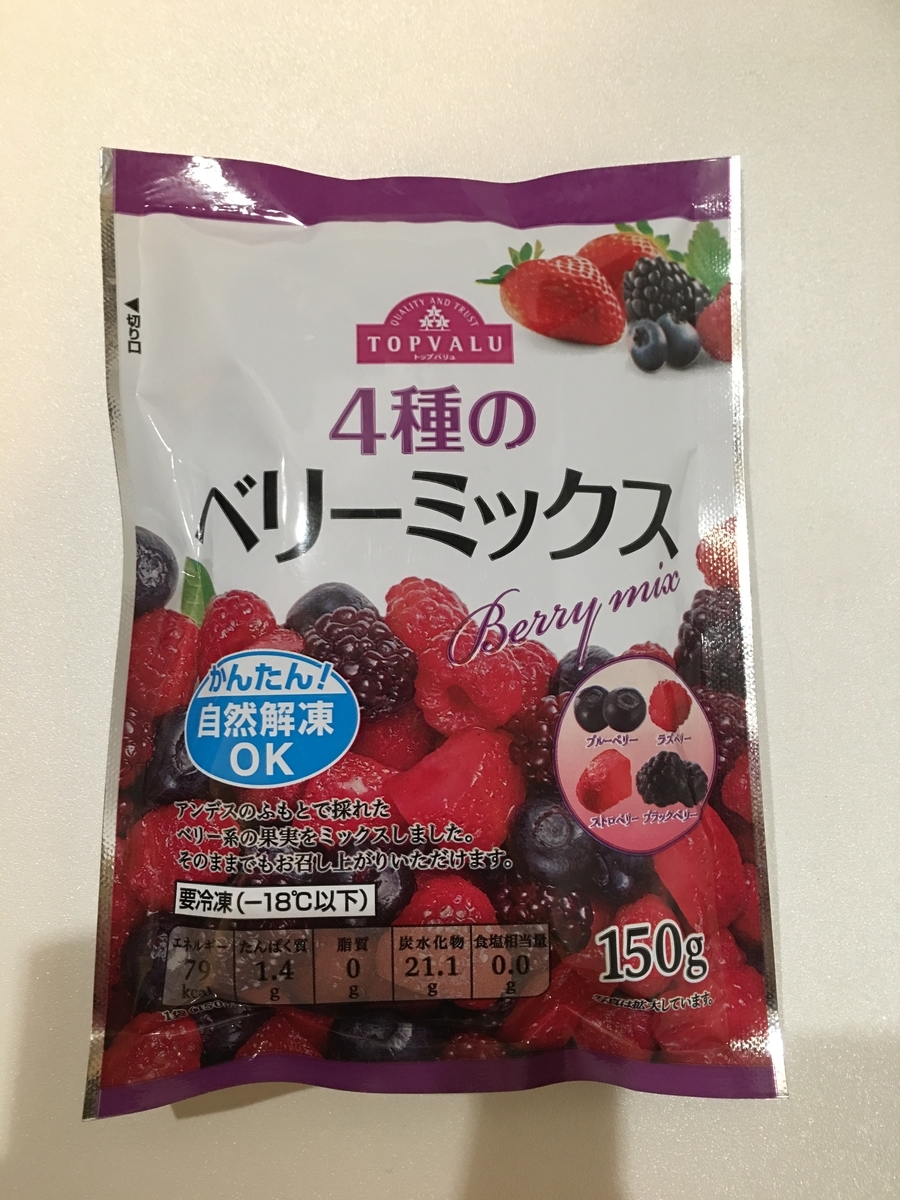 ▲切り口
QUALITY AND TRUST
TOPVALU
トップバリュ
4種の
ベリーミックス
Berry mix
かんたん!
自然解凍
OK
ブルーベリー
ラズベリー
ストロベリー
ブラックベリー
アンデスのふもとで採れた
ベリー系の果実をミックスしました。
そのままでもお召し上がりいただけます。
要冷凍(−18℃以下)
エネルギー たんぱく質 脂質 炭水化物 食塩相当量
79 1.4 0 21.1 0.0
kcal g g g g
150g